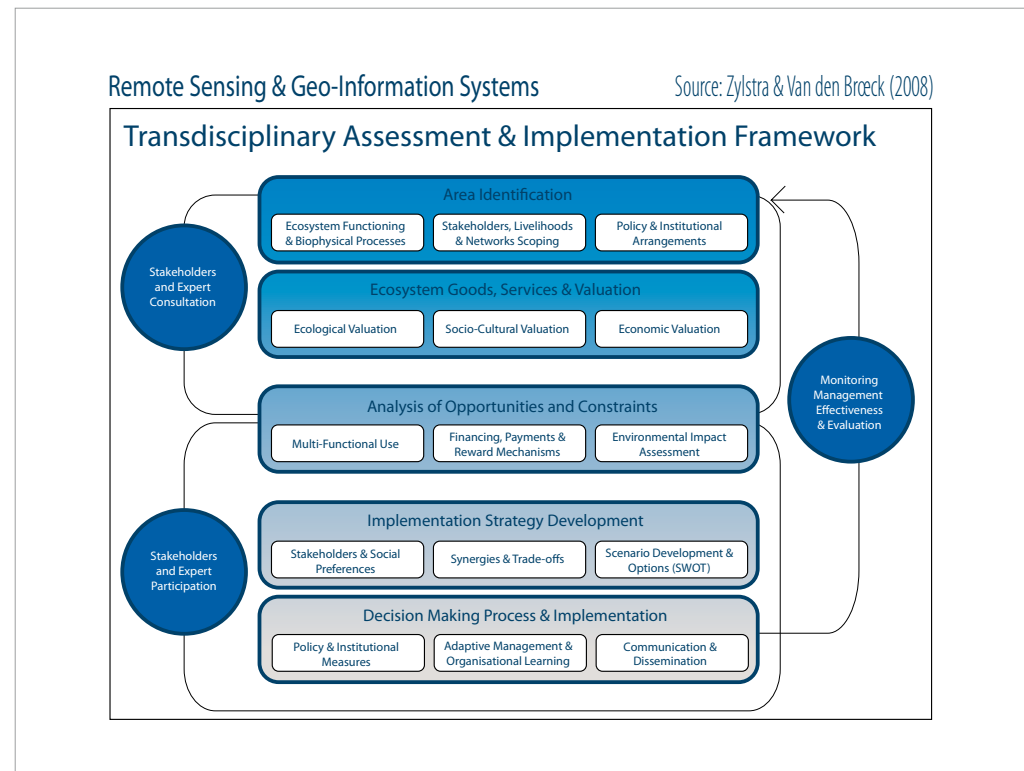 Remote Sensing & Geo-Information Systems
Source: Zylstra & Van den Brœck (2008)
Transdisciplinary Assessment & Implementation Framework
Area Identification
Ecosystem Functioning
& Biophysical Processes
Stakeholders, Livelihoods
& Networks Scoping
Policy & Institutional
Arrangements
Stakeholders
and Expert
Consultation
Ecosystem Goods, Services & Valuation
Ecological Valuation
Socio-Cultural Valuation
Economic Valuation
Analysis of Opportunities and Constraints
Multi-Functional Use
Financing, Payments &
Reward Mechanisms
Environmental Impact
Assessment
Monitoring
Management
Effectiveness
& Evaluation
Implementation Strategy Development
Stakeholders & Social
Preferences
Synergies & Trade-offs
Scenario Development &
Options (SWOT)
Stakeholders
and Expert
Participation
Decision Making Process & Implementation
Policy & Institutional
Measures
Adaptive Management &
Organisational Learning
Communication &
Dissemination